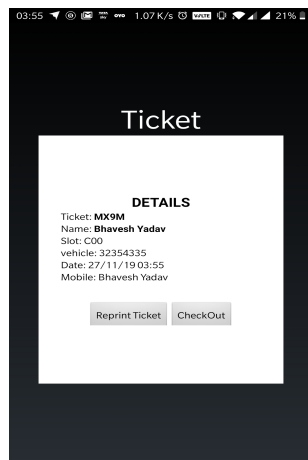 03:55 1.07 K/s VoLTE 21%
Ticket
DETAILS
Ticket: MX9M
Name: Bhavesh Yadav
Slot: C00
vehicle: 32354335
Date: 27/11/19 03:55
Mobile: Bhavesh Yadav
Reprint Ticket CheckOut